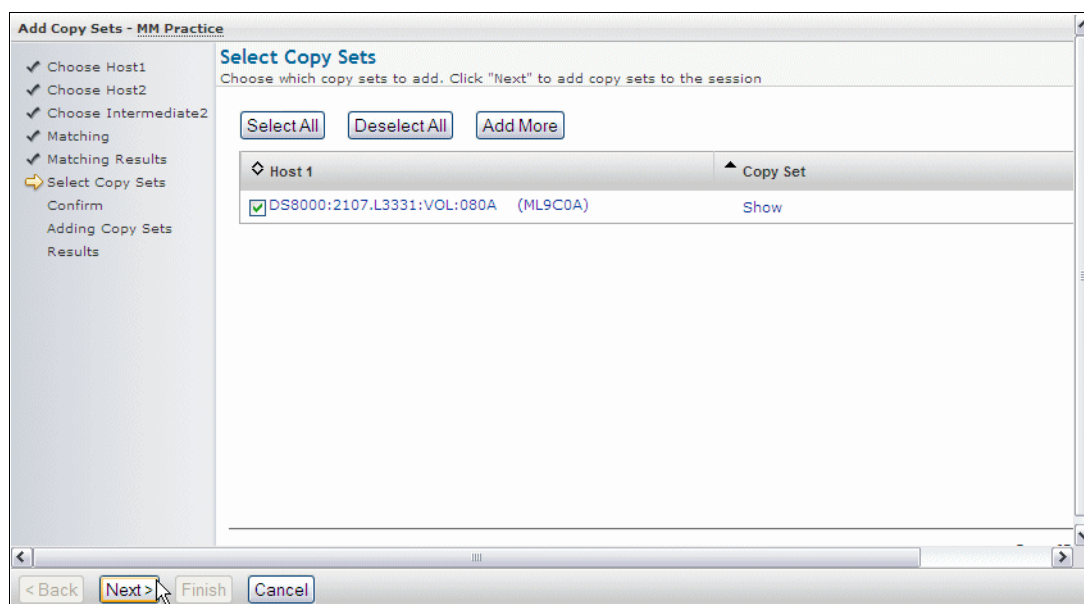 Add Copy Sets - MM Practice
Choose Host1
Choose Host2
Choose Intermediate2
Matching
Matching Results
Select Copy Sets
Confirm
Adding Copy Sets
Results
Select Copy Sets
Choose which copy sets to add. Click "Next" to add copy sets to the session
Select All Deselect All Add More
Host 1 Copy Set
DS8000:2107.L3331:VOL:080A (ML9C0A) Show
< Back Next > Finish Cancel